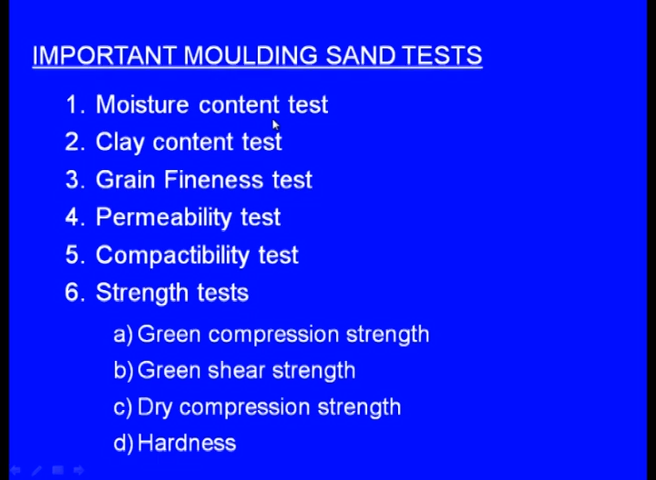 IMPORTANT MOULDING SAND TESTS
1. Moisture content test
2. Clay content test
3. Grain Fineness test
4. Permeability test
5. Compactibility test
6. Strength tests
a) Green compression strength
b) Green shear strength
c) Dry compression strength
d) Hardness